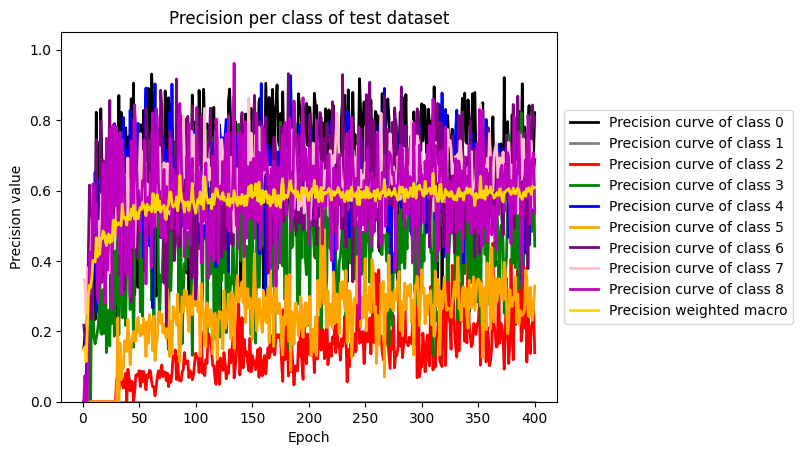 Precision per class of test dataset
1.0
0.8
0.6
0.4
0.2
0.0
Precision value
0
50
100
150
200
250
300
350
400
Epoch
Precision curve of class 0
Precision curve of class 1
Precision curve of class 2
Precision curve of class 3
Precision curve of class 4
Precision curve of class 5
Precision curve of class 6
Precision curve of class 7
Precision curve of class 8
Precision weighted macro